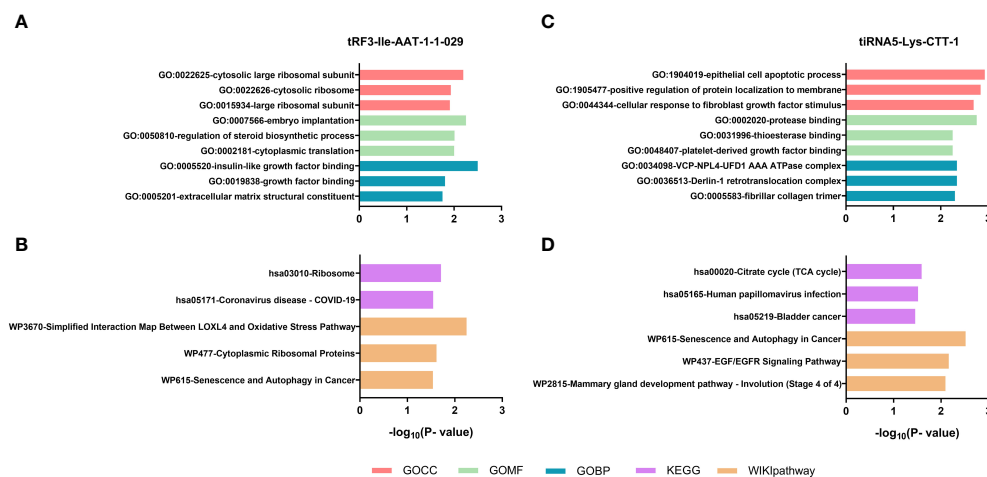 A
tRF3-Ile-AAT-1-1-029
GO:0022625-cytosolic large ribosomal subunit
GO:0022626-cytosolic ribosome
GO:0015934-large ribosomal subunit
GO:0007566-embryo implantation
GO:0050810-regulation of steroid biosynthetic process
GO:0002181-cytoplasmic translation
GO:0005520-insulin-like growth factor binding
GO:0019838-growth factor binding
GO:0005201-extracellular matrix structural constituent
0 1 2 3
B
hsa03010-Ribosome
hsa05171-Coronavirus disease - COVID-19
WP3670-Simplified Interaction Map Between LOXL4 and Oxidative Stress Pathway
WP477-Cytoplasmic Ribosomal Proteins
WP615-Senescence and Autophagy in Cancer
0 1 2 3
-log10(P- value)
C
tiRNA5-Lys-CTT-1
GO:1904019-epithelial cell apoptotic process
GO:1905477-positive regulation of protein localization to membrane
GO:0044344-cellular response to fibroblast growth factor stimulus
GO:0002020-protease binding
GO:0031996-thioesterase binding
GO:0048407-platelet-derived growth factor binding
GO:0034098-VCP-NPL4-UFD1 AAA ATPase complex
GO:0036513-Derlin-1 retrotranslocation complex
GO:0005583-fibrillar collagen trimer
0 1 2 3
D
hsa00020-Citrate cycle (TCA cycle)
hsa05165-Human papillomavirus infection
hsa05219-Bladder cancer
WP615-Senescence and Autophagy in Cancer
WP437-EGF/EGFR Signaling Pathway
WP2815-Mammary gland development pathway - Involution (Stage 4 of 4)
0 1 2 3
-log10(P- value)
GOCC GOMF GOBP KEGG WIKIpathway